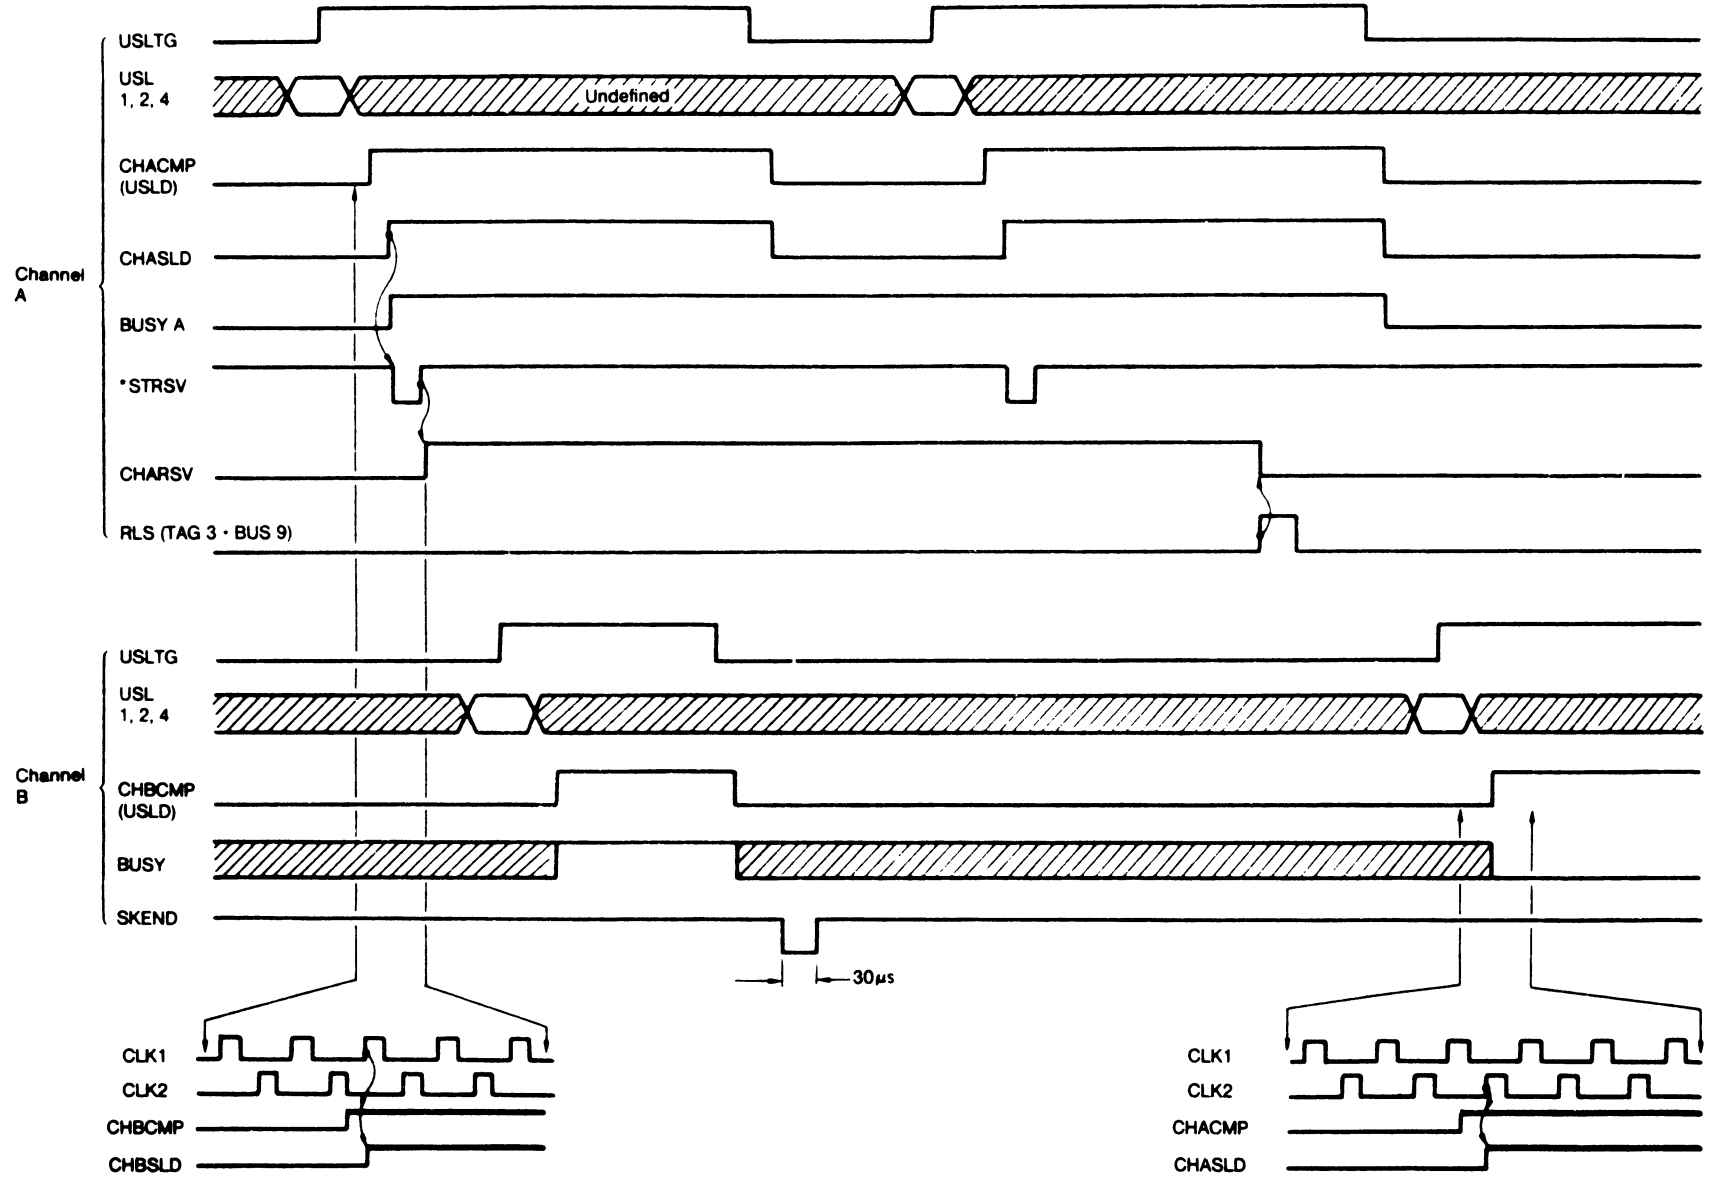 USLTG
USL
1, 2, 4
Undefined
CHACMP
(USLD)
CHASLD
Channel
A
BUSY A
*STRSV
CHARSV
RLS (TAG 3 · BUS 9)
USLTG
USL
1, 2, 4
Channel
B
CHBCMP
(USLD)
BUSY
SKEND
30μs
CLK1
CLK2
CHBCMP
CHBSLD
CLK1
CLK2
CHACMP
CHASLD